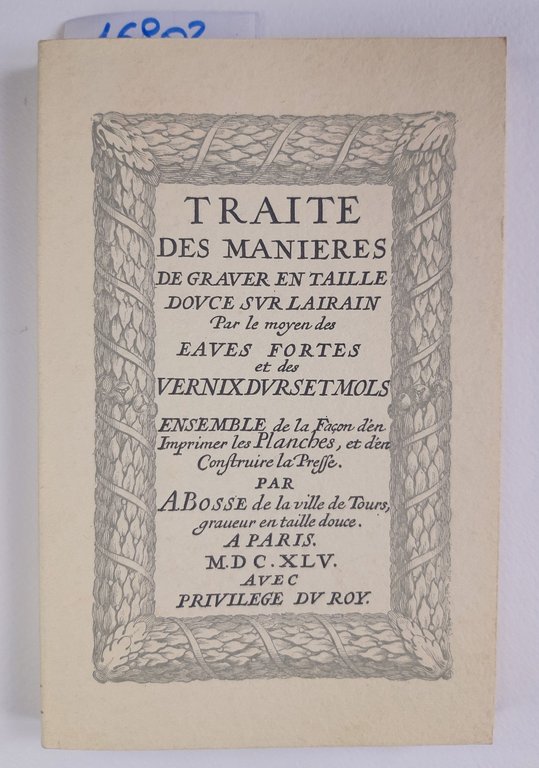 TRAITE
DES MANIERES
DE GRAVER EN TAILLE
DOVCE SVR LAIRAIN
Par le moyen des
EAVES FORTES
et des
VERNIX DVRS ET MOLS
ENSEMBLE de la Façon d'en
Imprimer les Planches, et d'en
Conſtruire la Preſſe.
PAR
A.BOSSE de la ville de Tours,
graueur en taille douce.
A PARIS.
M.D C.XLV.
AVEC
PRIVILEGE DV ROY.